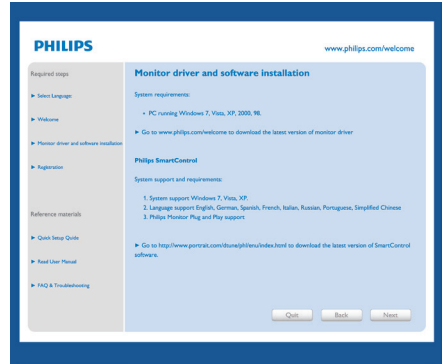 PHILIPS
www.philips.com/welcome
Required steps
► Select Language
► Welcome
► Monitor driver and software installation
► Registration
Reference materials
► Quick Setup Guide
► Read User Manual
► FAQ & Troubleshooting
Monitor driver and software installation
System requirements:
• PC running Windows 7, Vista, XP, 2000, 98.
► Go to www.philips.com/welcome to download the latest version of monitor driver
Philips SmartControl
System support and requirements:
1. System support Windows 7, Vista, XP.
2. Language support English, German, Spanish, French, Italian, Russian, Portuguese, Simplified Chinese
3. Philips Monitor Plug and Play support
► Go to http://www.portrait.com/dtune/phl/enu/index.html to download the latest version of SmartControl
software.
Quit
Back
Next